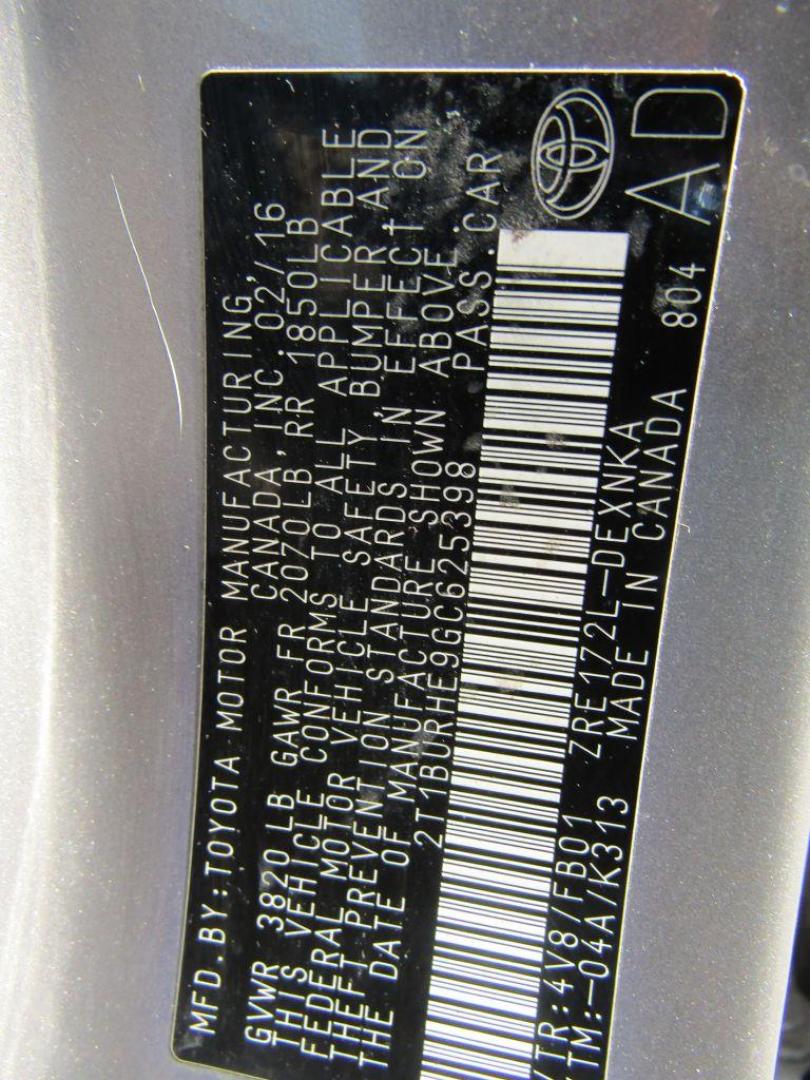 MFD.BY:TOYOTA MOTOR MANUFACTURING,
CANADA, INC. 02/16
GVWR 3820 LB GAWR FR 2070LB, RR 1850LB
THIS VEHICLE CONFORMS TO ALL APPLICABLE
FEDERAL MOTOR VEHICLE SAFETY, BUMPER, AND
THEFT PREVENTION STANDARDS IN EFFECT ON
THE DATE OF MANUFACTURE SHOWN ABOVE.
2T1BURHE9GC625398 PASS.CAR
/TR:4V8/FB01 ZRE172L-DEXNKA
TM:-04A/K313 MADE IN CANADA 804
AD